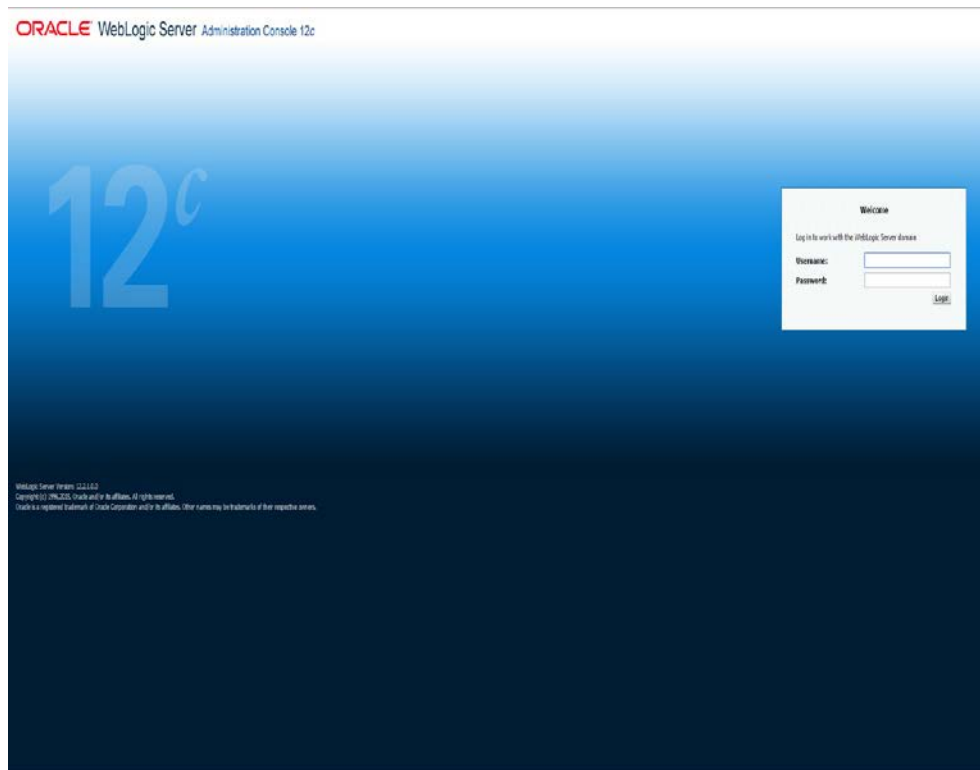 ORACLE WebLogic Server Administration Console 12c
12c
Welcome
Log in to work with the WebLogic Server domain
Username:
Password:
Login
WebLogic Server Version: 12.2.1.0.0
Copyright (c) 1996,2015, Oracle and/or its affiliates. All rights reserved.
Oracle is a registered trademark of Oracle Corporation and/or its affiliates. Other names may be trademarks of their respective owners.